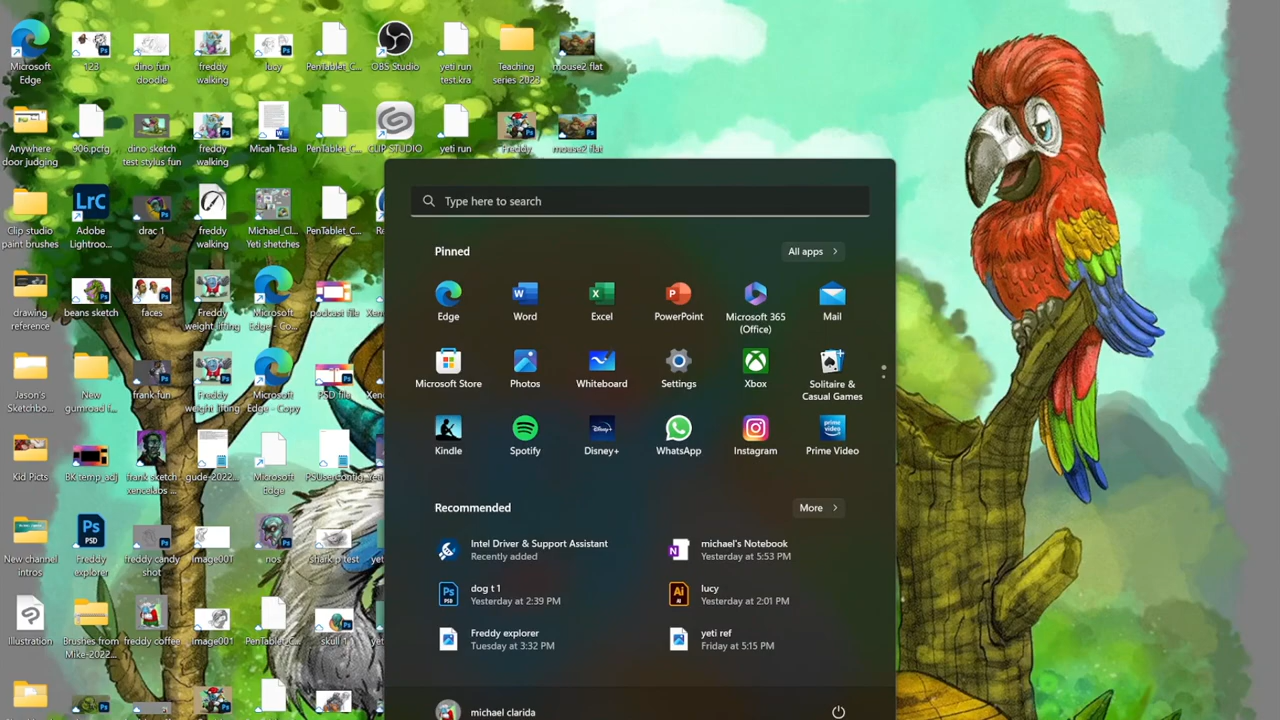 Microsoft
Edge
123
dino fun
doodle
freddy
walking
lucy
PenTablet_C...
OBS Studio
yeti run
testikra
Teaching
mouse2 flat
Anywhere
door judging
906.pctg
dino sketch
test stylus fun
freddy
walking
Micah Tesla
PenTablet_C...
CLIP STUDIO
yeti run
Freddy
mouse2 flat
Clip studio
paint brushes
LrC
Adobe
Lightroo...
drac 1
freddy
walking
Michael_Cl...
Yeti sketches
PenTablet_C...
drawing
reference
beans sketch
faces
Freddy
weight lifting
Microsoft
Edge - Co...
podcast file
Jason's
Sketchbo...
New
gumroad f...
frank fun
Freddy
weight lifting
Microsoft
Edge - Copy
PSD file
Kid Picts
BK temp_adj
frank sketch
xencelabs ...
gude-2022...
Microsoft
Edge
PSUserConfig
New channel
intros
Ps
PSD
Freddy
explorer
freddy candy
shot
image001
nos
Shark p test
Illustration
Brushes from
Mike-2022...
freddy coffee
image001
PenTablet_C...
skull 1
Type here to search
Pinned
All apps
Edge
Word
Excel
PowerPoint
Microsoft 365
(Office)
Mail
Microsoft Store
Photos
Whiteboard
Settings
Xbox
Solitaire &
Casual Games
Kindle
Spotify
Disney+
WhatsApp
Instagram
Prime Video
Recommended
More
Intel Driver & Support Assistant
Recently added
michael's Notebook
Yesterday at 5:53 PM
dog t 1
Yesterday at 2:39 PM
lucy
Yesterday at 2:01 PM
Freddy explorer
Tuesday at 3:32 PM
yeti ref
Friday at 5:15 PM
michael clarida